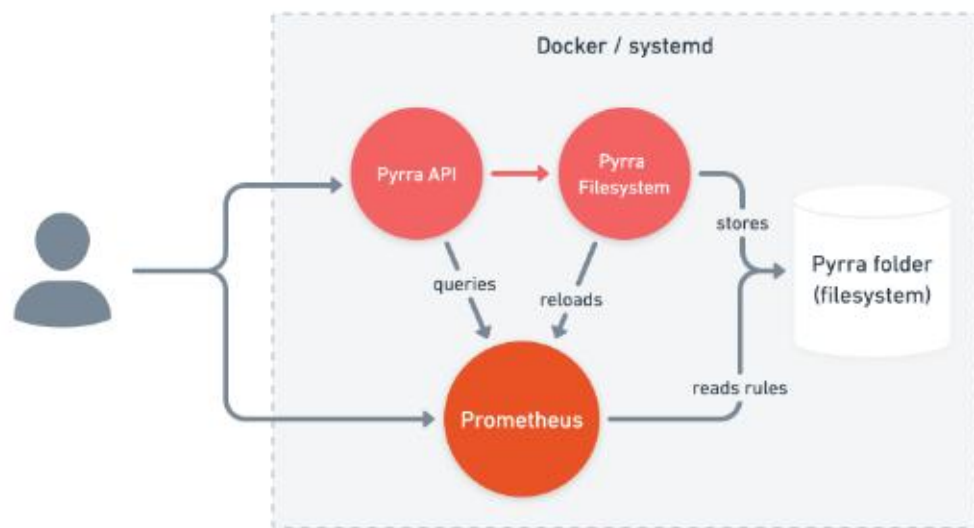 Docker / systemd
Pyrra API
Pyrra
Filesystem
stores
Pyrra folder
(filesystem)
queries
reloads
reads rules
Prometheus